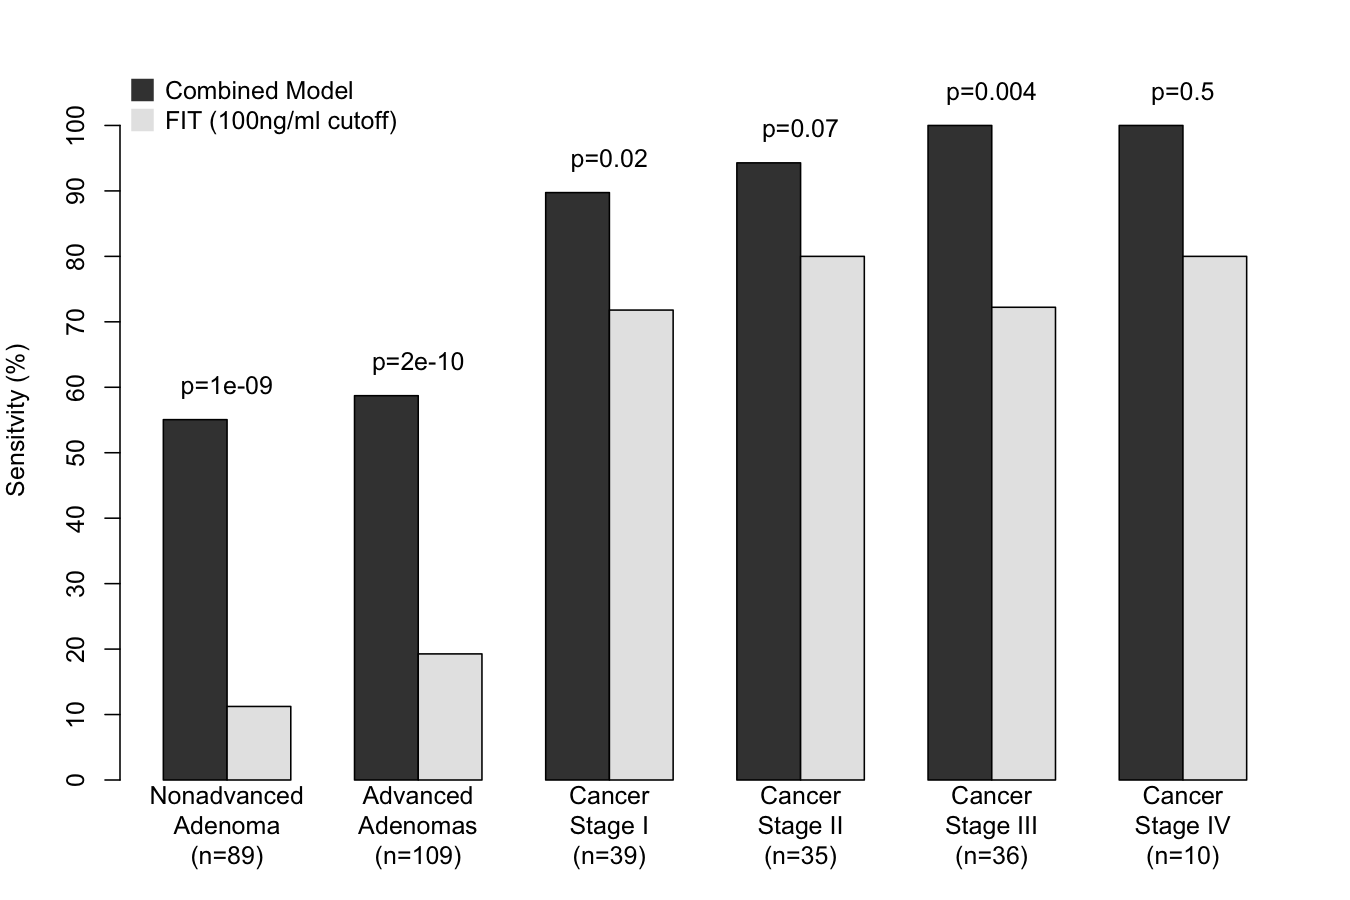 Combined Model
FIT (100ng/ml cutoff)
Sensitvity (%)
100
90
80
70
60
50
40
30
20
10
0
p=1e-09
p=2e-10
p=0.02
p=0.07
p=0.004
p=0.5
Nonadvanced
Adenoma
(n=89)
Advanced
Adenomas
(n=109)
Cancer
Stage I
(n=39)
Cancer
Stage II
(n=35)
Cancer
Stage III
(n=36)
Cancer
Stage IV
(n=10)